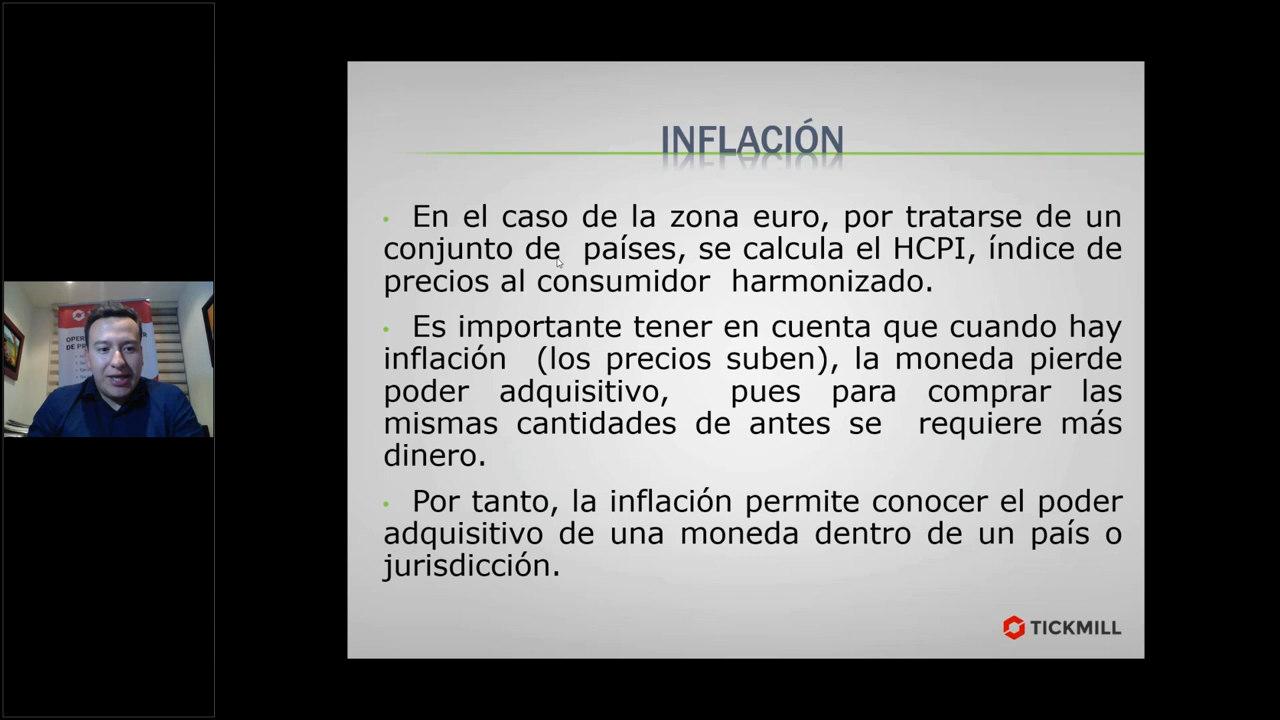 INFLACIÓN
• En el caso de la zona euro, por tratarse de un
conjunto de países, se calcula el HCPI, índice de
precios al consumidor harmonizado.
• Es importante tener en cuenta que cuando hay
inflación (los precios suben), la moneda pierde
poder adquisitivo, pues para comprar las
mismas cantidades de antes se requiere más
dinero.
• Por tanto, la inflación permite conocer el poder
adquisitivo de una moneda dentro de un país o
jurisdicción.
TICKMILL